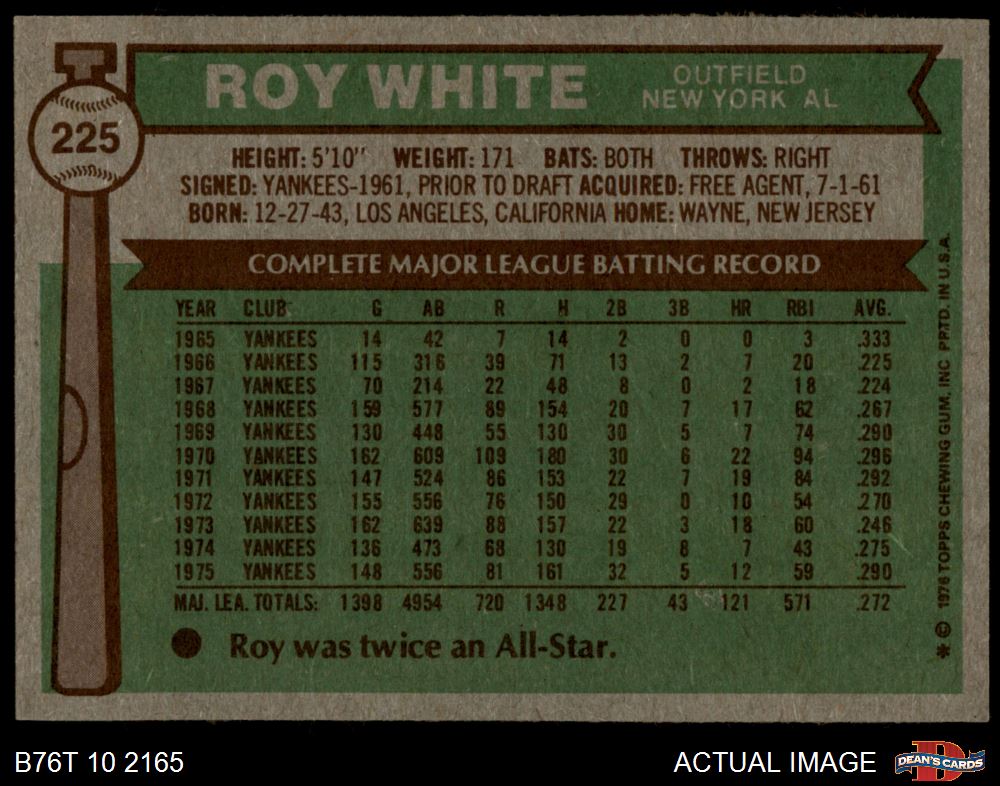 225
ROY WHITE OUTFIELD
NEW YORK AL
HEIGHT: 5'10" WEIGHT: 171 BATS: BOTH THROWS: RIGHT
SIGNED: YANKEES-1961, PRIOR TO DRAFT ACQUIRED: FREE AGENT, 7-1-61
BORN: 12-27-43, LOS ANGELES, CALIFORNIA HOME: WAYNE, NEW JERSEY
COMPLETE MAJOR LEAGUE BATTING RECORD
YEAR CLUB G AB R H 2B 3B HR RBI AVG.
1965 YANKEES 14 42 7 14 2 0 0 3 .333
1966 YANKEES 115 316 39 71 13 2 7 20 .225
1967 YANKEES 70 214 22 48 8 0 2 18 .224
1968 YANKEES 159 577 89 154 20 7 17 62 .267
1969 YANKEES 130 448 55 130 30 5 7 74 .290
1970 YANKEES 162 609 109 180 30 6 22 94 .296
1971 YANKEES 147 524 86 153 22 7 19 84 .292
1972 YANKEES 155 556 76 150 29 0 10 54 .270
1973 YANKEES 162 639 88 157 22 3 18 60 .246
1974 YANKEES 136 473 68 130 19 8 7 43 .275
1975 YANKEES 148 556 81 161 32 5 12 59 .290
MAJ. LEA. TOTALS: 1398 4954 720 1348 227 43 121 571 .272
Roy was twice an All-Star.
* © 1976 TOPPS CHEWING GUM, INC PRTD. IN U.S.A.
B76T 10 2165 ACTUAL IMAGE
D
DEAN'S CARDS